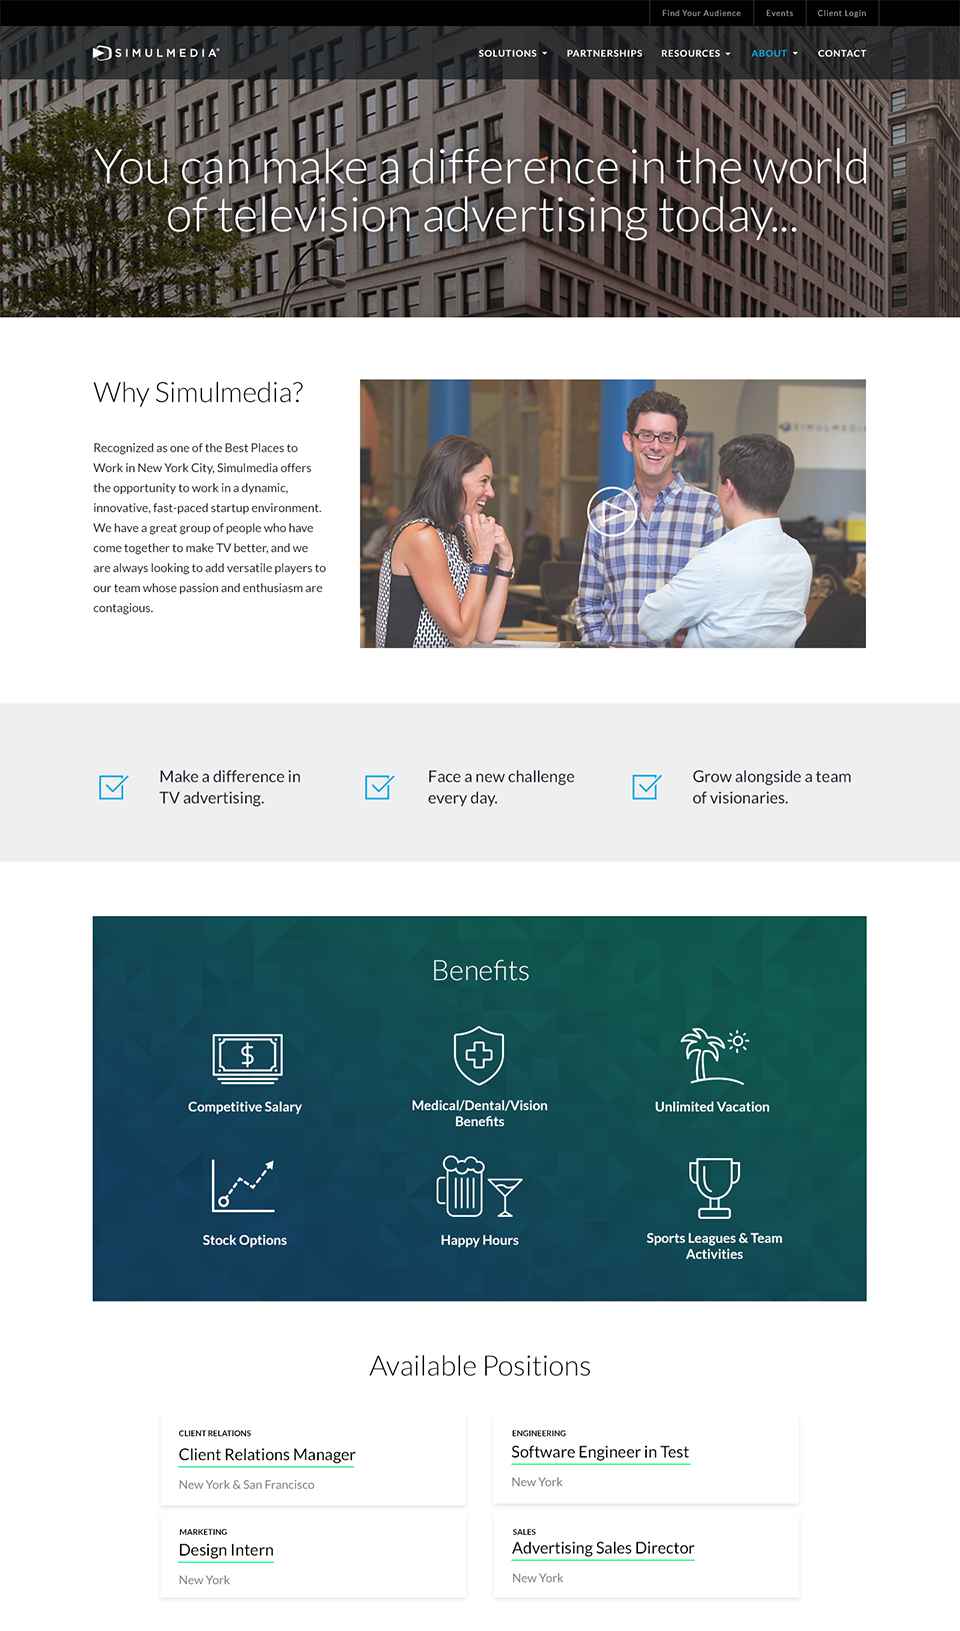 Find Your Audience
Events
Client Login
SIMULMEDIA
SOLUTIONS
PARTNERSHIPS
RESOURCES
ABOUT
CONTACT
You can make a difference in the world
of television advertising today...
Why Simulmedia?
Recognized as one of the Best Places to
Work in New York City, Simulmedia offers
the opportunity to work in a dynamic,
innovative, fast-paced startup environment.
We have a great group of people who have
come together to make TV better, and we
are always looking to add versatile players to
our team whose passion and enthusiasm are
contagious.
SIMULMEDIA
Make a difference in
TV advertising.
Face a new challenge
every day.
Grow alongside a team
of visionaries.
Benefits
$
Competitive Salary
Medical/Dental/Vision
Benefits
Unlimited Vacation
Stock Options
Happy Hours
Sports Leagues & Team
Activities
Available Positions
CLIENT RELATIONS
Client Relations Manager
New York & San Francisco
ENGINEERING
Software Engineer in Test
New York
MARKETING
Design Intern
New York
SALES
Advertising Sales Director
New York